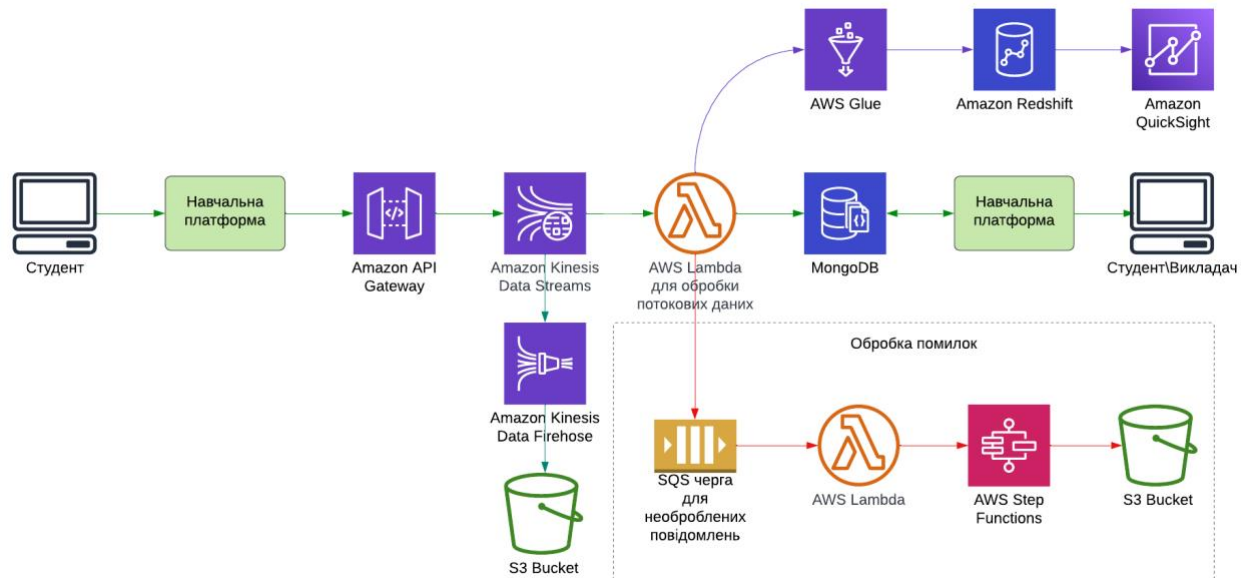 AWS Glue
Amazon Redshift
Amazon
QuickSight
Навчальна
платформа
Навчальна
платформа
Студент
Amazon API
Gateway
Amazon Kinesis
Data Streams
AWS Lambda
для обробки
потокових даних
MongoDB
Студент\Викладач
Обробка помилок
Amazon Kinesis
Data Firehose
SQS черга
для
необроблених
повідомлень
AWS Lambda
AWS Step
Functions
S3 Bucket
S3 Bucket